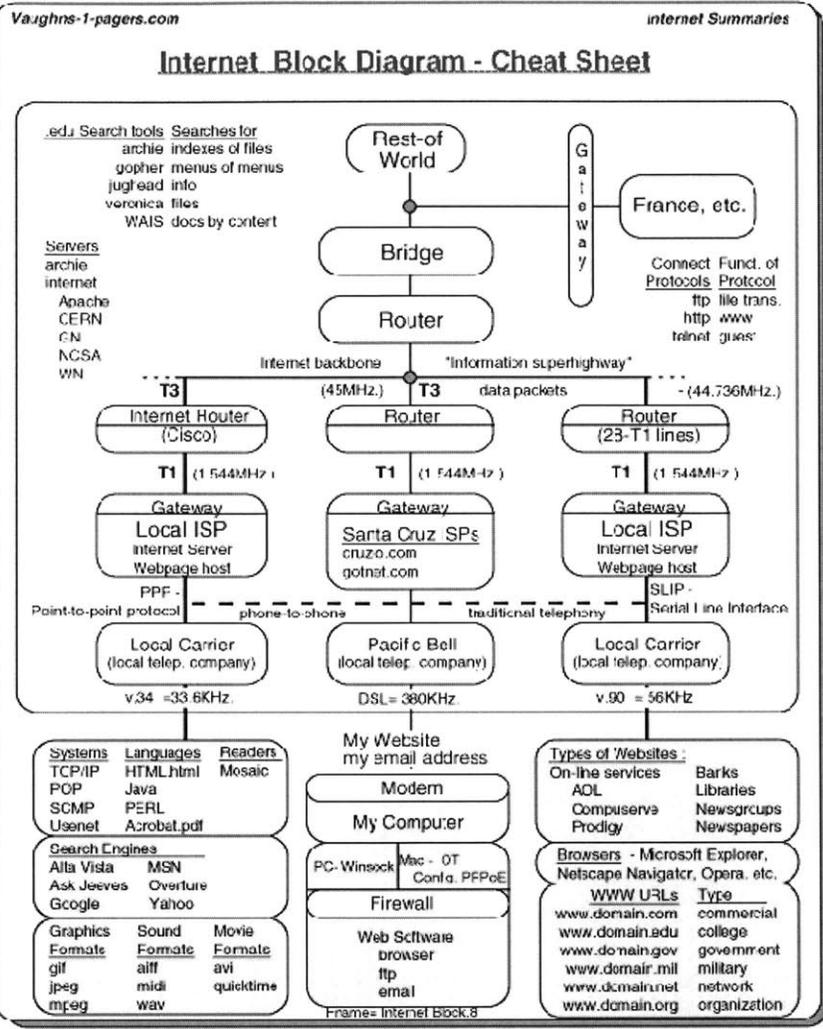 Vaughns-1-pagers.com
Internet Summaries
Internet Block Diagram - Cheat Sheet
.edu Search tools Searches for
archie indexes of files
gopher menus of menus
jughead info
veronica files
WAIS docs by content
Servers
archie
internet
Apache
CERN
GN
NCSA
WN
Rest-of
World
Gateway
France, etc.
Bridge
Router
Connect Funct. of
Protocols Protocol
ftp file trans.
http www
telnet guest
Internet backbone
"Information superhighway"
T3
(45MHz.) T3
data packets
- (44.736MHz.)
Internet Router
(Cisco)
Router
Router
(28-T1 lines)
T1 (1.544MHz.)
T1 (1.544MHz.)
T1 (1.544MHz.)
Gateway
Local ISP
Internet Server
Webpage host
Gateway
Santa Cruz ISPs
cruzio.com
gotnet.com
Gateway
Local ISP
Internet Server
Webpage host
PPP -
Point-to-point protocol
phone-to-phone
traditional telephony
SLIP -
Serial Line Interface
Local Carrier
(local telep. company)
Pacific Bell
(local telep. company)
Local Carrier
(local telep. company)
v.34 =33.6KHz.
DSL= 380KHz.
v.90 = 56KHz
Systems Languages Readers
TCP/IP HTML.html Mosaic
POP Java
SCMP PERL
Usenet Acrobat.pdf
Search Engines
Alta Vista MSN
Ask Jeeves Overture
Google Yahoo
Graphics Sound Movie
Formats Formats Formats
gif aiff avi
jpeg midi quicktime
mpeg wav
My Website
my email address
Modem
My Computer
PC- Winsock
Mac - OT
Config. PPPoE
Firewall
Web Software
browser
ftp
email
Fname= Internet Block.8
Types of Websites :
On-line services Banks
AOL Libraries
Compuserve Newsgroups
Prodigy Newspapers
Browsers - Microsoft Explorer,
Netscape Navigator, Opera, etc.
WWW URLs Type
www.domain.com commercial
www.domain.edu college
www.domain.gov government
www.domain.mil military
www.domain.net network
www.domain.org organization